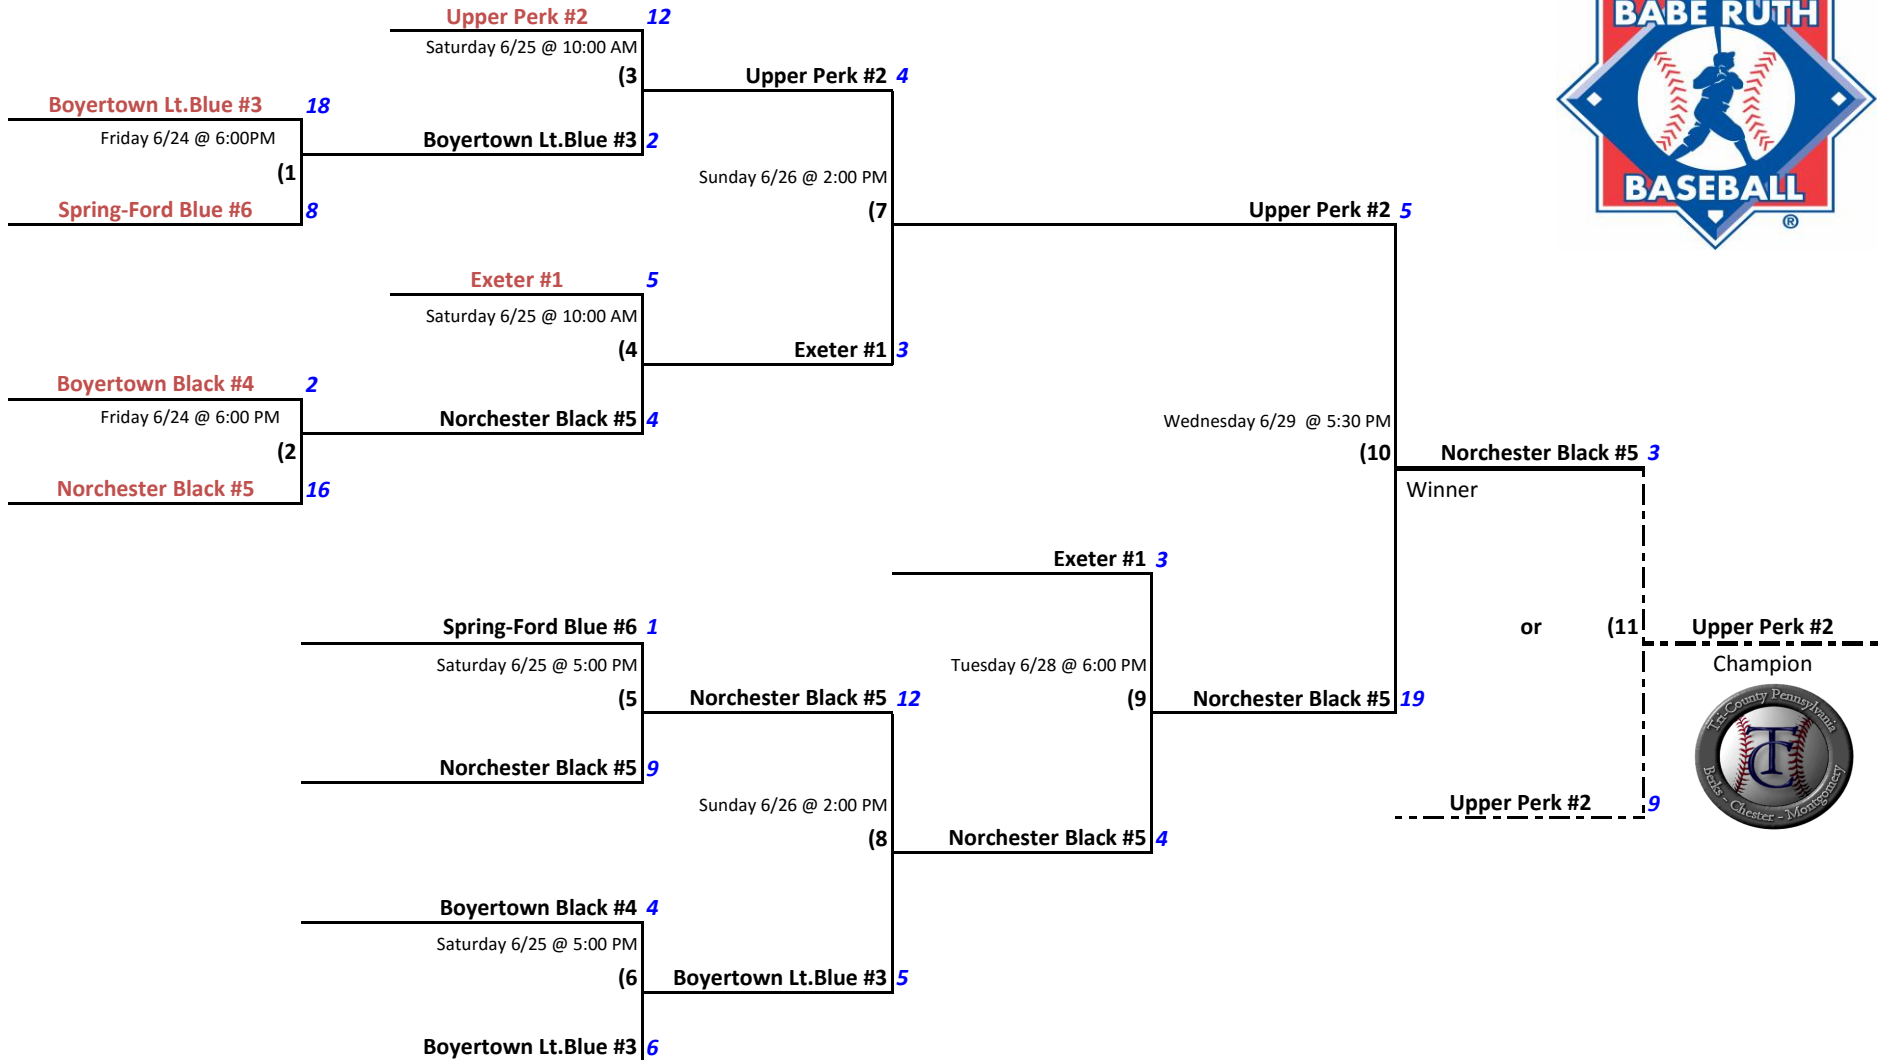 Upper Perk #2 12
BABE RUTH
Saturday 6/25 @ 10:00 AM
(3
Upper Perk #2 4
Boyertown Lt.Blue #3 18
Friday 6/24 @ 6:00PM
Boyertown Lt.Blue #3 2
(1
Sunday 6/26 @ 2:00 PM
BASEBALL
®
Spring-Ford Blue #6 8
(7
Upper Perk #2 5
Exeter #1 5
Saturday 6/25 @ 10:00 AM
(4
Exeter #1 3
Boyertown Black #4 2
Friday 6/24 @ 6:00 PM
Norchester Black #5 4
Wednesday 6/29 @ 5:30 PM
(2
(10
Norchester Black #5 3
Norchester Black #5 16
Winner
Exeter #1 3
Spring-Ford Blue #6 1
or
(11
Upper Perk #2
Saturday 6/25 @ 5:00 PM
Tuesday 6/28 @ 6:00 PM
Champion
(5
Norchester Black #5 12
(9
Norchester Black #5 19
Tri-County Pennsylvania
TC
Berks - Chester - Montgomery
Norchester Black #5 9
Sunday 6/26 @ 2:00 PM
Upper Perk #2 9
(8
Norchester Black #5 4
Boyertown Black #4 4
Saturday 6/25 @ 5:00 PM
(6
Boyertown Lt.Blue #3 5
Boyertown Lt.Blue #3 6